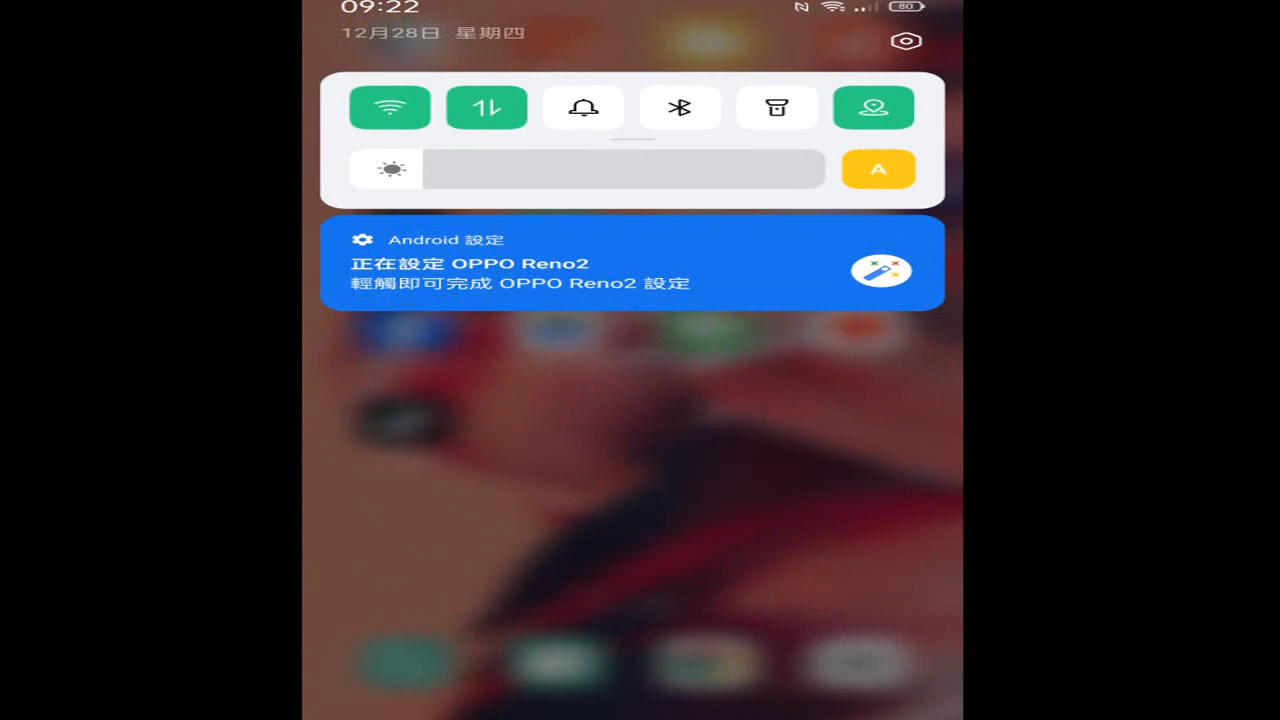 09:22
80
12月28日 星期四
A
Android 設定
正在設定 OPPO Reno2
輕觸即可完成 OPPO Reno2 設定